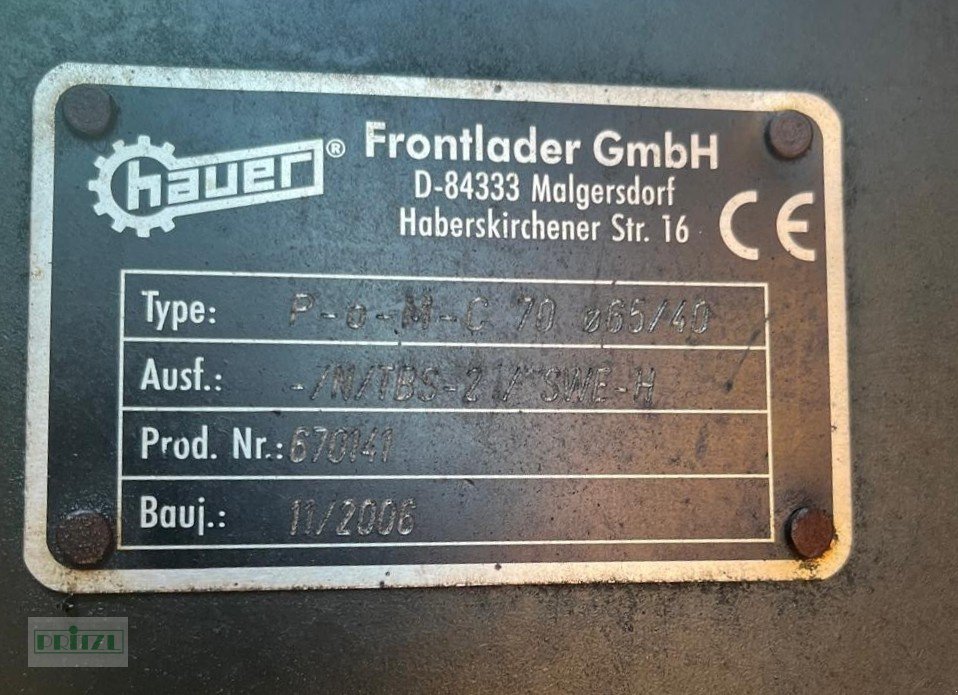 hauer® Frontlader GmbH
D-84333 Malgersdorf
Haberskirchener Str. 16
CE
Type: P-o-M-C 70 ø65/40
Ausf.: -/N/TBS-21/*SWE-H
Prod. Nr.: 670141
Bauj.: 11/2006
PRITZL